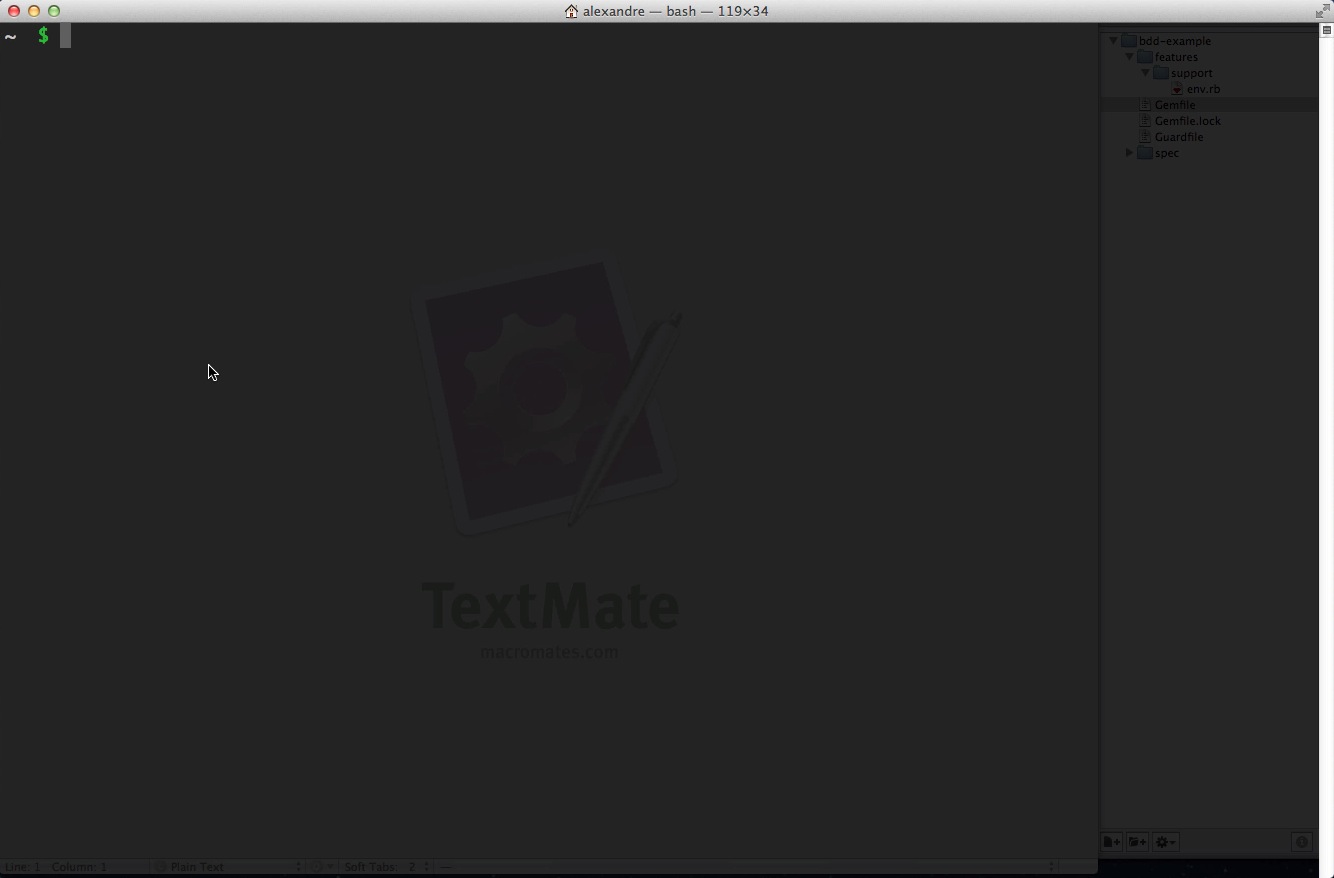 alexandre — bash — 119×34
~ $
bdd-example
features
support
env.rb
Gemfile
Gemfile.lock
Guardfile
spec
TextMate
macromates.com
Line: 1 Column: 1
Plain Text
Soft Tabs: 2
—